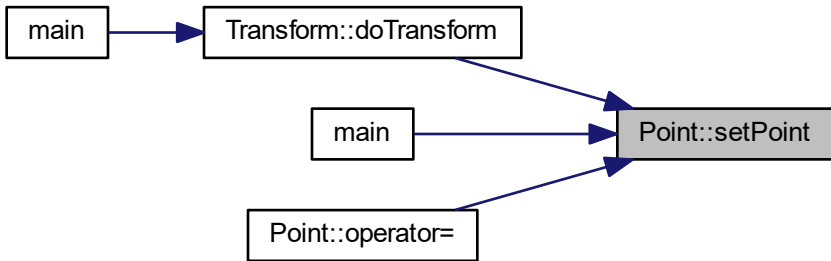 main
Transform::doTransform
main
Point::setPoint
Point::operator=